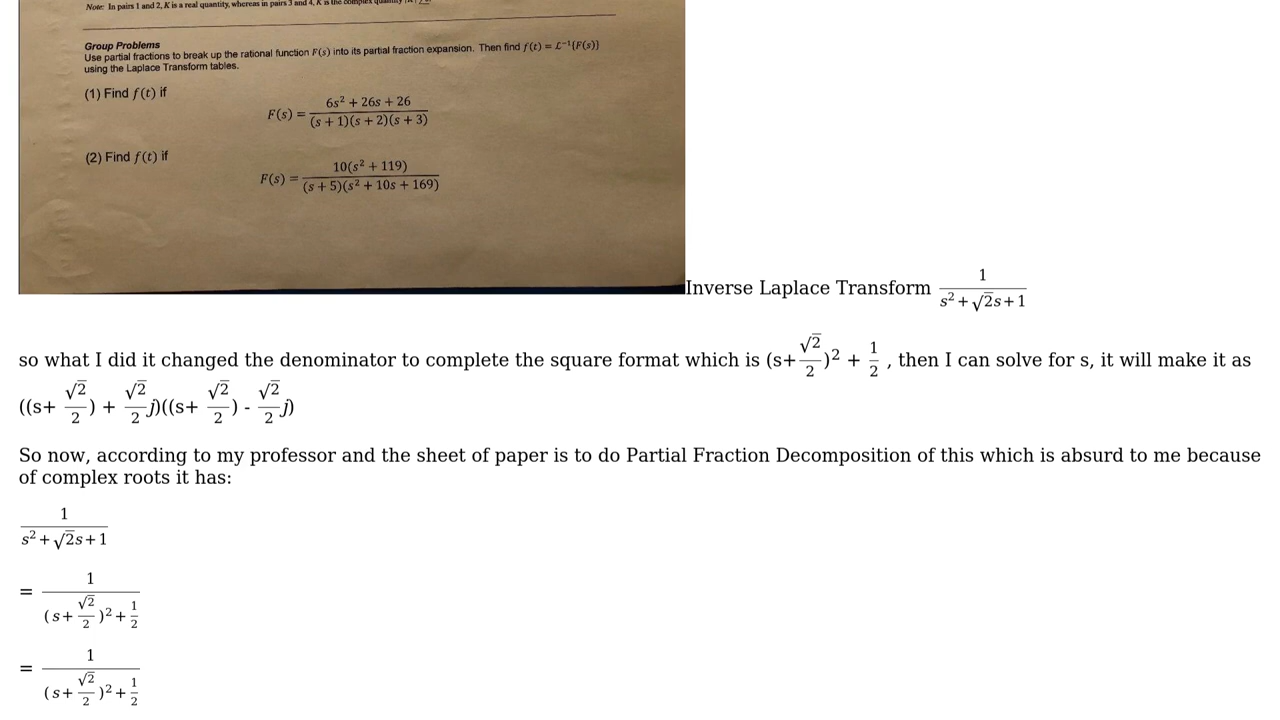 Note: In pairs 1 and 2, K is a real quantity, whereas in pairs 3 and 4, K is the complex quantity
Group Problems
Use partial fractions to break up the rational function F(s) into its partial fraction expansion. Then find f(t) = ℒ⁻¹{F(s)}
using the Laplace Transform tables.
(1) Find f(t) if
F(s) = (6s² + 26s + 26)/((s + 1)(s + 2)(s + 3))
(2) Find f(t) if
F(s) = 10(s² + 119)/((s + 5)(s² + 10s + 169))
Inverse Laplace Transform 1/(s² + √2s + 1)
so what I did it changed the denominator to complete the square format which is (s+ √2/2)² + 1/2 , then I can solve for s, it will make it as
((s+ √2/2) + √2/2 j)((s+ √2/2) - √2/2 j)
So now, according to my professor and the sheet of paper is to do Partial Fraction Decomposition of this which is absurd to me because
of complex roots it has:
1/(s² + √2s + 1)
= 1/((s+ √2/2)² + 1/2)
= 1/((s+ √2/2)² + 1/2)